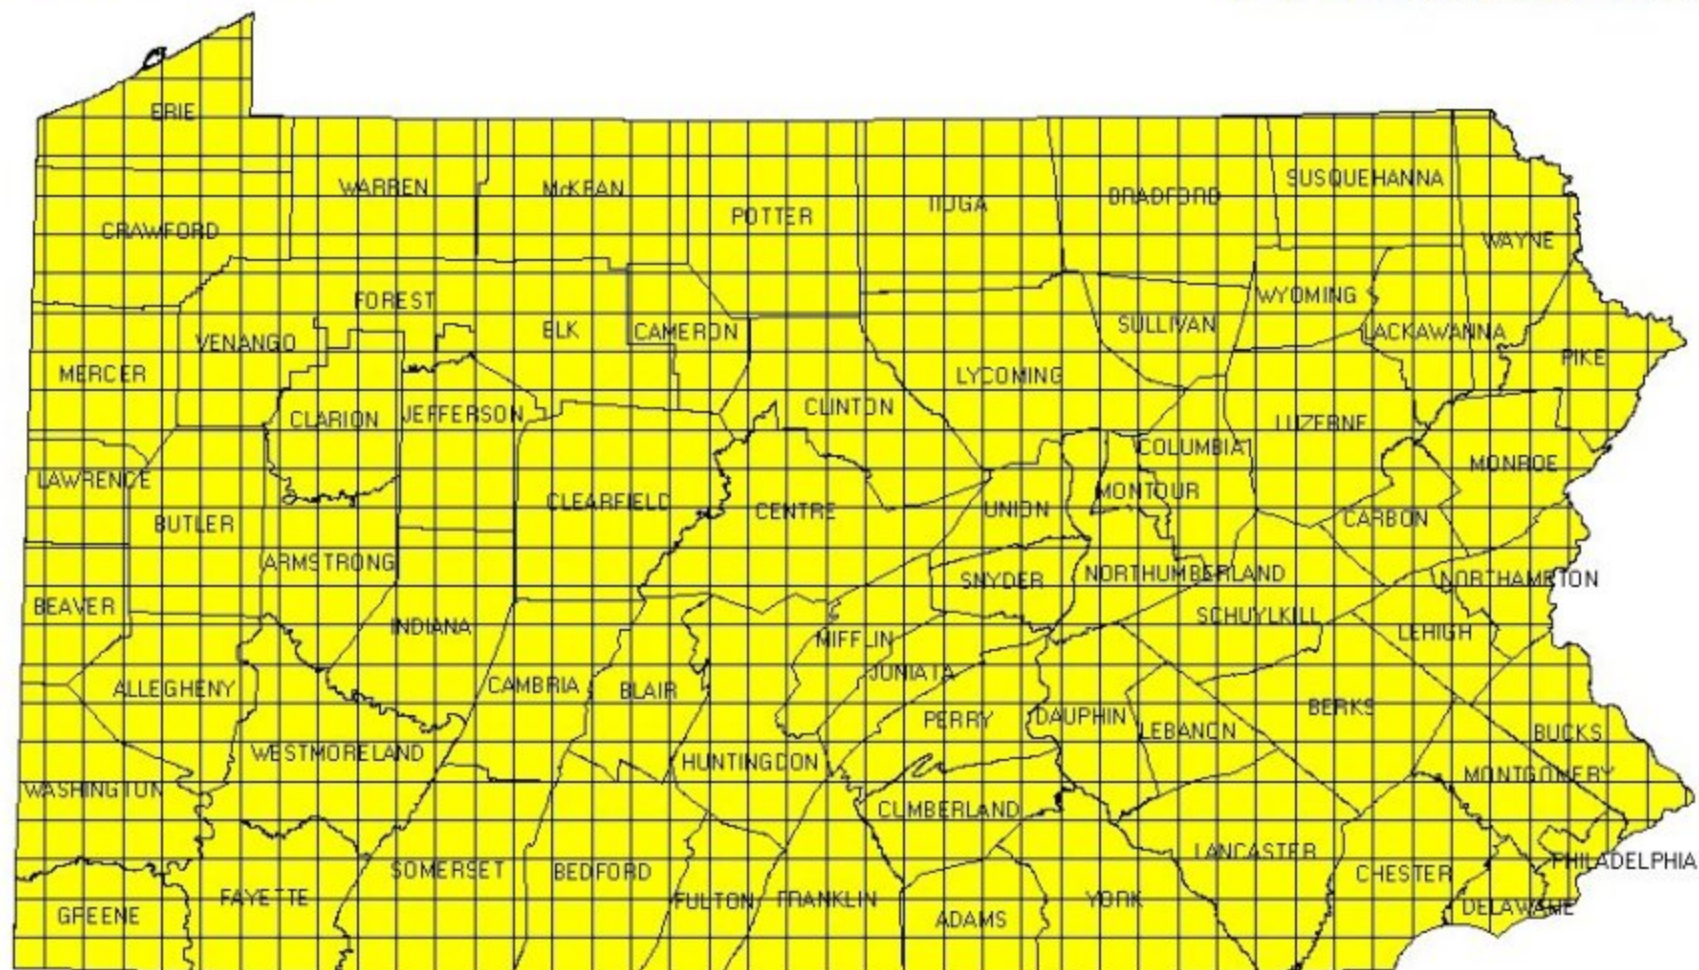 ERIE
SUSQUEHANNA
WARREN
McKEAN
BRADFORD
TIOGA
POTTER
CRAWFORD
WAYNE
WYOMING
FOREST
SULLIVAN
ELK
CAMERON
LACKAWANNA
VENANGO
PIKE
MERCER
LYCOMING
CLINTON
JEFFERSON
CLARION
LUZERNE
COLUMBIA
MONROE
LAWRENCE
MONTOUR
CLEARFIELD
UNION
CENTRE
CARBON
BUTLER
ARMSTRONG
NORTHUMBERLAND
NORTHAMPTON
SNYDER
BEAVER
SCHUYLKILL
INDIANA
LEHIGH
MIFFLIN
JUNIATA
CAMBRIA
ALLEGHENY
BLAIR
BERKS
DAUPHIN
PERRY
LEBANON
BUCKS
WESTMORELAND
HUNTINGDON
MONTGOMERY
WASHINGTON
CUMBERLAND
LANCASTER
PHILADELPHIA
SOMERSET
BEDFORD
CHESTER
FAYETTE
FULTON
FRANKLIN
YORK
DELAWARE
GREENE
ADAMS